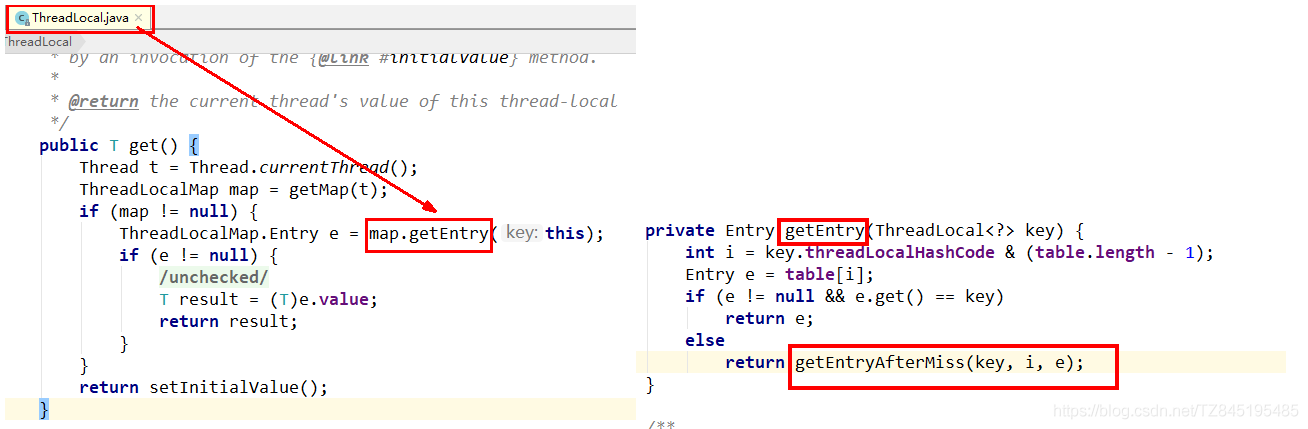 ThreadLocal.java ×
ThreadLocal
* by an invocation of the {@link #initialValue} method.
*
* @return the current thread's value of this thread-local
*/
public T get() {
Thread t = Thread.currentThread();
ThreadLocalMap map = getMap(t);
if (map != null) {
ThreadLocalMap.Entry e = map.getEntry( key: this);
if (e != null) {
/unchecked/
T result = (T)e.value;
return result;
}
}
return setInitialValue();
}
private Entry getEntry(ThreadLocal<?> key) {
int i = key.threadLocalHashCode & (table.length - 1);
Entry e = table[i];
if (e != null && e.get() == key)
return e;
else
return getEntryAfterMiss(key, i, e);
}
/**
https://blog.csdn.net/TZ845195485